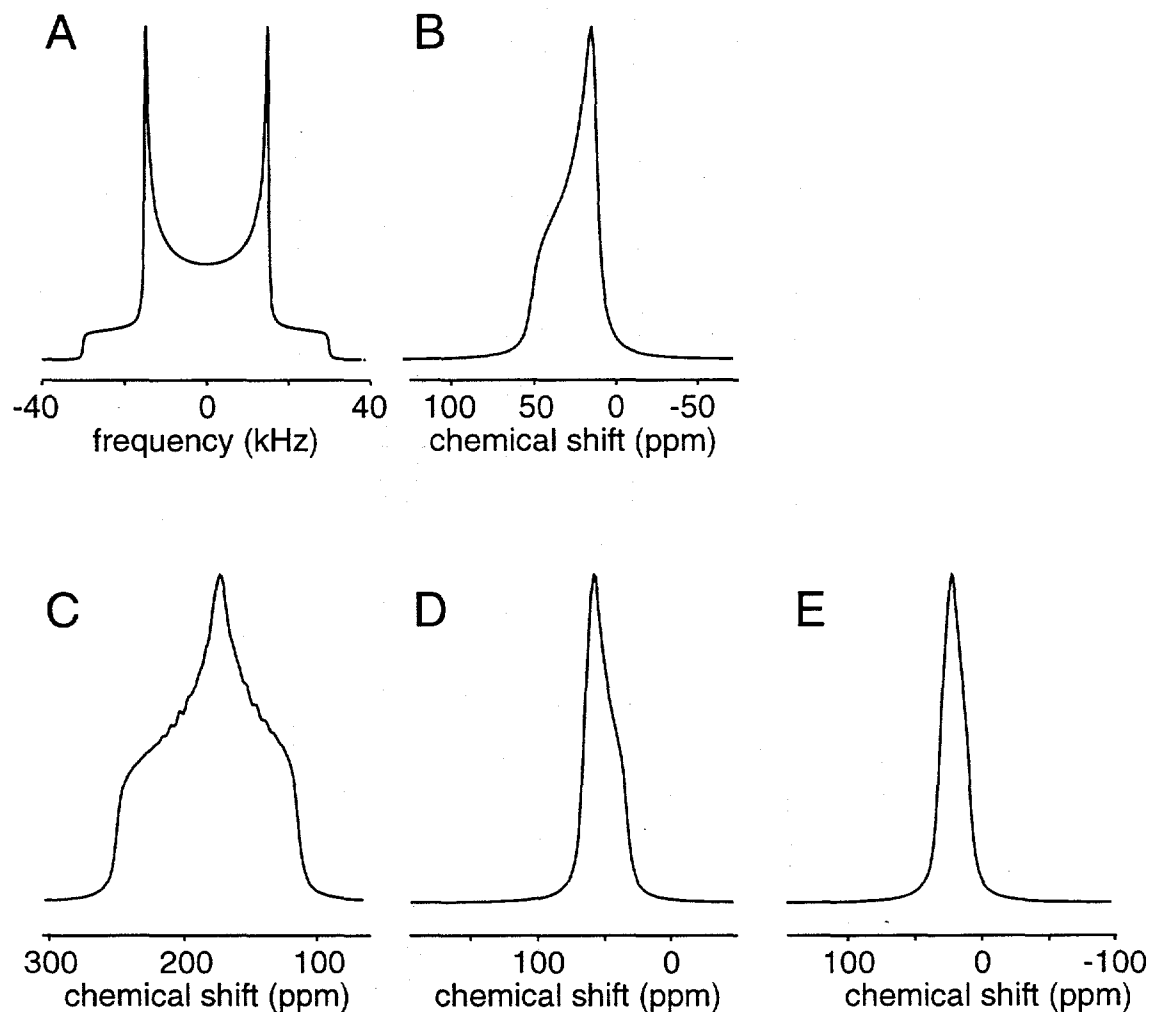 A
B
-40 0 40
frequency (kHz)
100 50 0 -50
chemical shift (ppm)
C
D
E
300 200 100
chemical shift (ppm)
100 0
chemical shift (ppm)
100 0 -100
chemical shift (ppm)